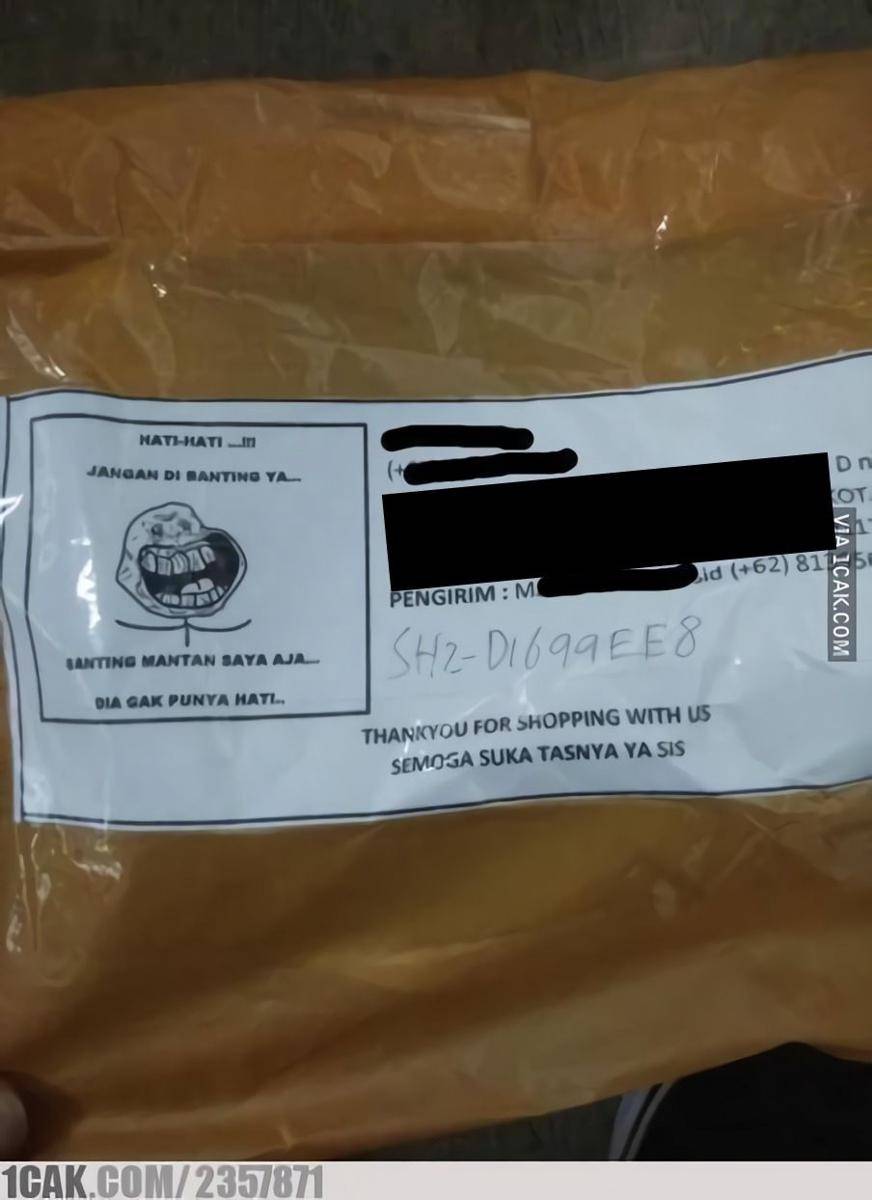 HATI-HATI ...!!!
JANGAN DI BANTING YA...
BANTING MANTAN SAYA AJA...
DIA GAK PUNYA HATI..
(+
D
KOT
PENGIRIM : M
.id (+62) 81
SH2-D1699EE8
THANKYOU FOR SHOPPING WITH US
SEMOGA SUKA TASNYA YA SIS
VIA 1CAK.COM
1CAK.COM/2357871